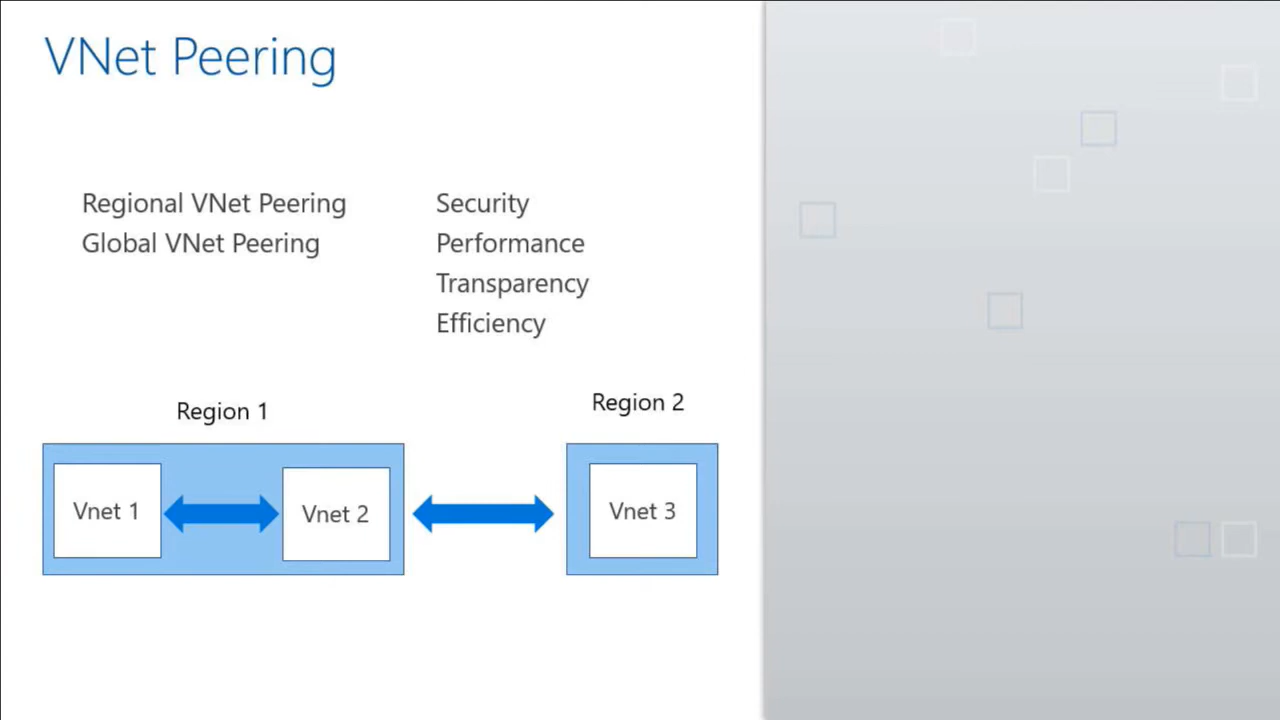 VNet Peering
Regional VNet Peering
Global VNet Peering
Security
Performance
Transparency
Efficiency
Region 1
Region 2
Vnet 1
Vnet 2
Vnet 3